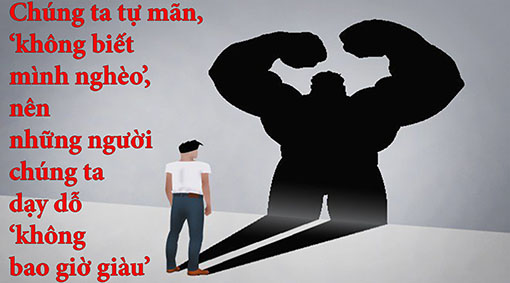 Chúng ta tự mãn,
‘không biết
mình nghèo’,
nên
những người
chúng ta
dạy dỗ
‘không
bao giờ giàu’